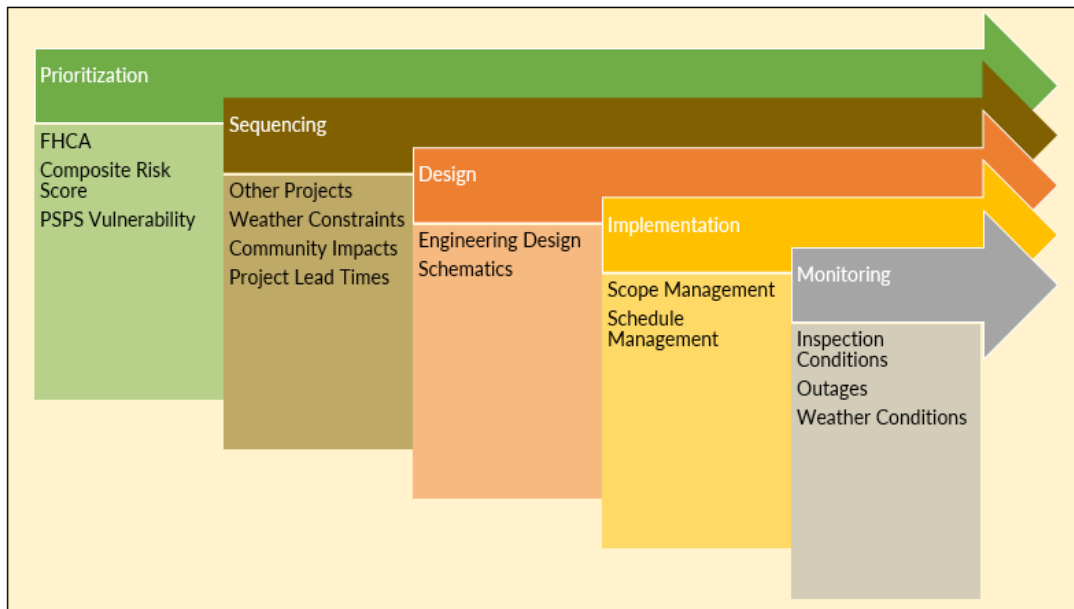 Prioritization
FHCA
Composite Risk
Score
PSPS Vulnerability
Sequencing
Other Projects
Weather Constraints
Community Impacts
Project Lead Times
Design
Engineering Design
Schematics
Implementation
Scope Management
Schedule
Management
Monitoring
Inspection
Conditions
Outages
Weather Conditions